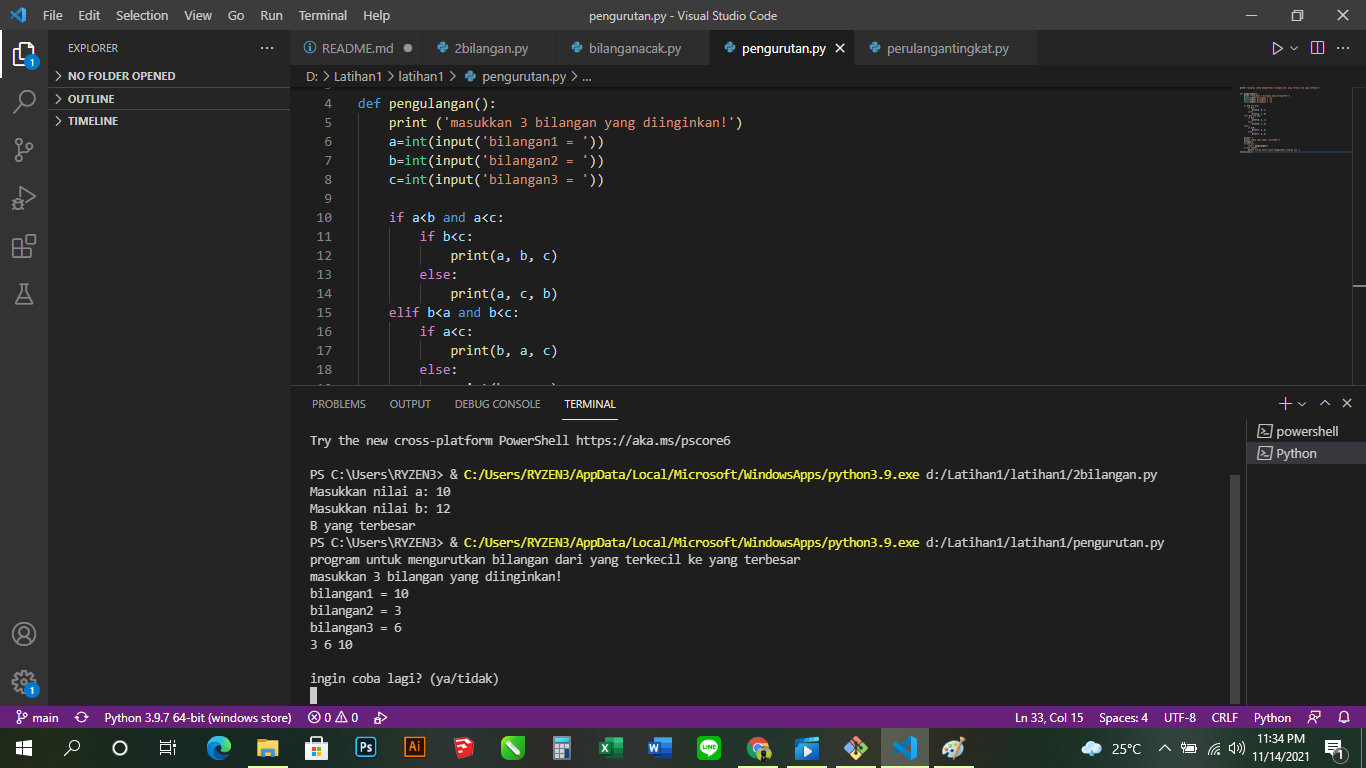 File Edit Selection View Go Run Terminal Help pengurutan.py - Visual Studio Code
EXPLORER
NO FOLDER OPENED
OUTLINE
TIMELINE
README.md 2bilangan.py bilanganacak.py pengurutan.py perulangantingkat.py
D: > Latihan1 > latihan1 > pengurutan.py > ...
4 def pengulangan():
5 print ('masukkan 3 bilangan yang diinginkan!')
6 a=int(input('bilangan1 = '))
7 b=int(input('bilangan2 = '))
8 c=int(input('bilangan3 = '))
9
10 if a<b and a<c:
11 if b<c:
12 print(a, b, c)
13 else:
14 print(a, c, b)
15 elif b<a and b<c:
16 if a<c:
17 print(b, a, c)
18 else:
PROBLEMS OUTPUT DEBUG CONSOLE TERMINAL
Try the new cross-platform PowerShell https://aka.ms/pscore6
PS C:\Users\RYZEN3> & C:/Users/RYZEN3/AppData/Local/Microsoft/WindowsApps/python3.9.exe d:/Latihan1/latihan1/2bilangan.py
Masukkan nilai a: 10
Masukkan nilai b: 12
B yang terbesar
PS C:\Users\RYZEN3> & C:/Users/RYZEN3/AppData/Local/Microsoft/WindowsApps/python3.9.exe d:/Latihan1/latihan1/pengurutan.py
program untuk mengurutkan bilangan dari yang terkecil ke yang terbesar
masukkan 3 bilangan yang diinginkan!
bilangan1 = 10
bilangan2 = 3
bilangan3 = 6
3 6 10
ingin coba lagi? (ya/tidak)
powershell
Python
main Python 3.9.7 64-bit (windows store) 0 0 Ln 33, Col 15 Spaces: 4 UTF-8 CRLF Python
25°C 11:34 PM
11/14/2021